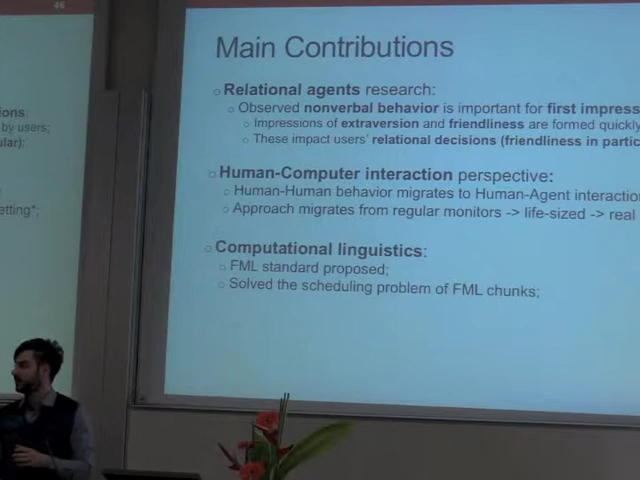 46
ions:
by users;
ular):
etting*;
Main Contributions
Relational agents research:
Observed nonverbal behavior is important for first impress
Impressions of extraversion and friendliness are formed quickly
These impact users' relational decisions (friendliness in partic
Human-Computer interaction perspective:
Human-Human behavior migrates to Human-Agent interaction
Approach migrates from regular monitors -> life-sized -> real
Computational linguistics:
FML standard proposed;
Solved the scheduling problem of FML chunks;